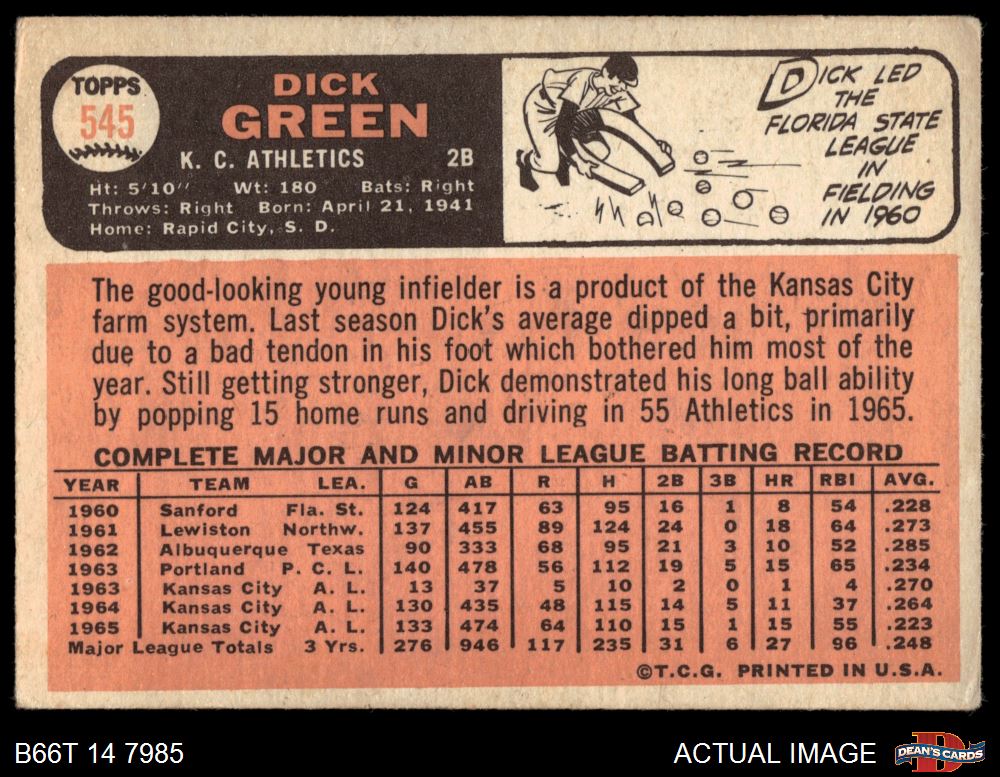 TOPPS
545
DICK
GREEN
K. C. ATHLETICS 2B
Ht: 5'10" Wt: 180 Bats: Right
Throws: Right Born: April 21, 1941
Home: Rapid City, S. D.
DICK LED
THE
FLORIDA STATE
LEAGUE
IN
FIELDING
IN 1960
The good-looking young infielder is a product of the Kansas City
farm system. Last season Dick's average dipped a bit, primarily
due to a bad tendon in his foot which bothered him most of the
year. Still getting stronger, Dick demonstrated his long ball ability
by popping 15 home runs and driving in 55 Athletics in 1965.
COMPLETE MAJOR AND MINOR LEAGUE BATTING RECORD
YEAR TEAM LEA. G AB R H 2B 3B HR RBI AVG.
1960 Sanford Fla. St. 124 417 63 95 16 1 8 54 .228
1961 Lewiston Northw. 137 455 89 124 24 0 18 64 .273
1962 Albuquerque Texas 90 333 68 95 21 3 10 52 .285
1963 Portland P. C. L. 140 478 56 112 19 5 15 65 .234
1963 Kansas City A. L. 13 37 5 10 2 0 1 4 .270
1964 Kansas City A. L. 130 435 48 115 14 5 11 37 .264
1965 Kansas City A. L. 133 474 64 110 15 1 15 55 .223
Major League Totals 3 Yrs. 276 946 117 235 31 6 27 96 .248
©T.C.G. PRINTED IN U.S.A.
B66T 14 7985
ACTUAL IMAGE
DEAN'S CARDS